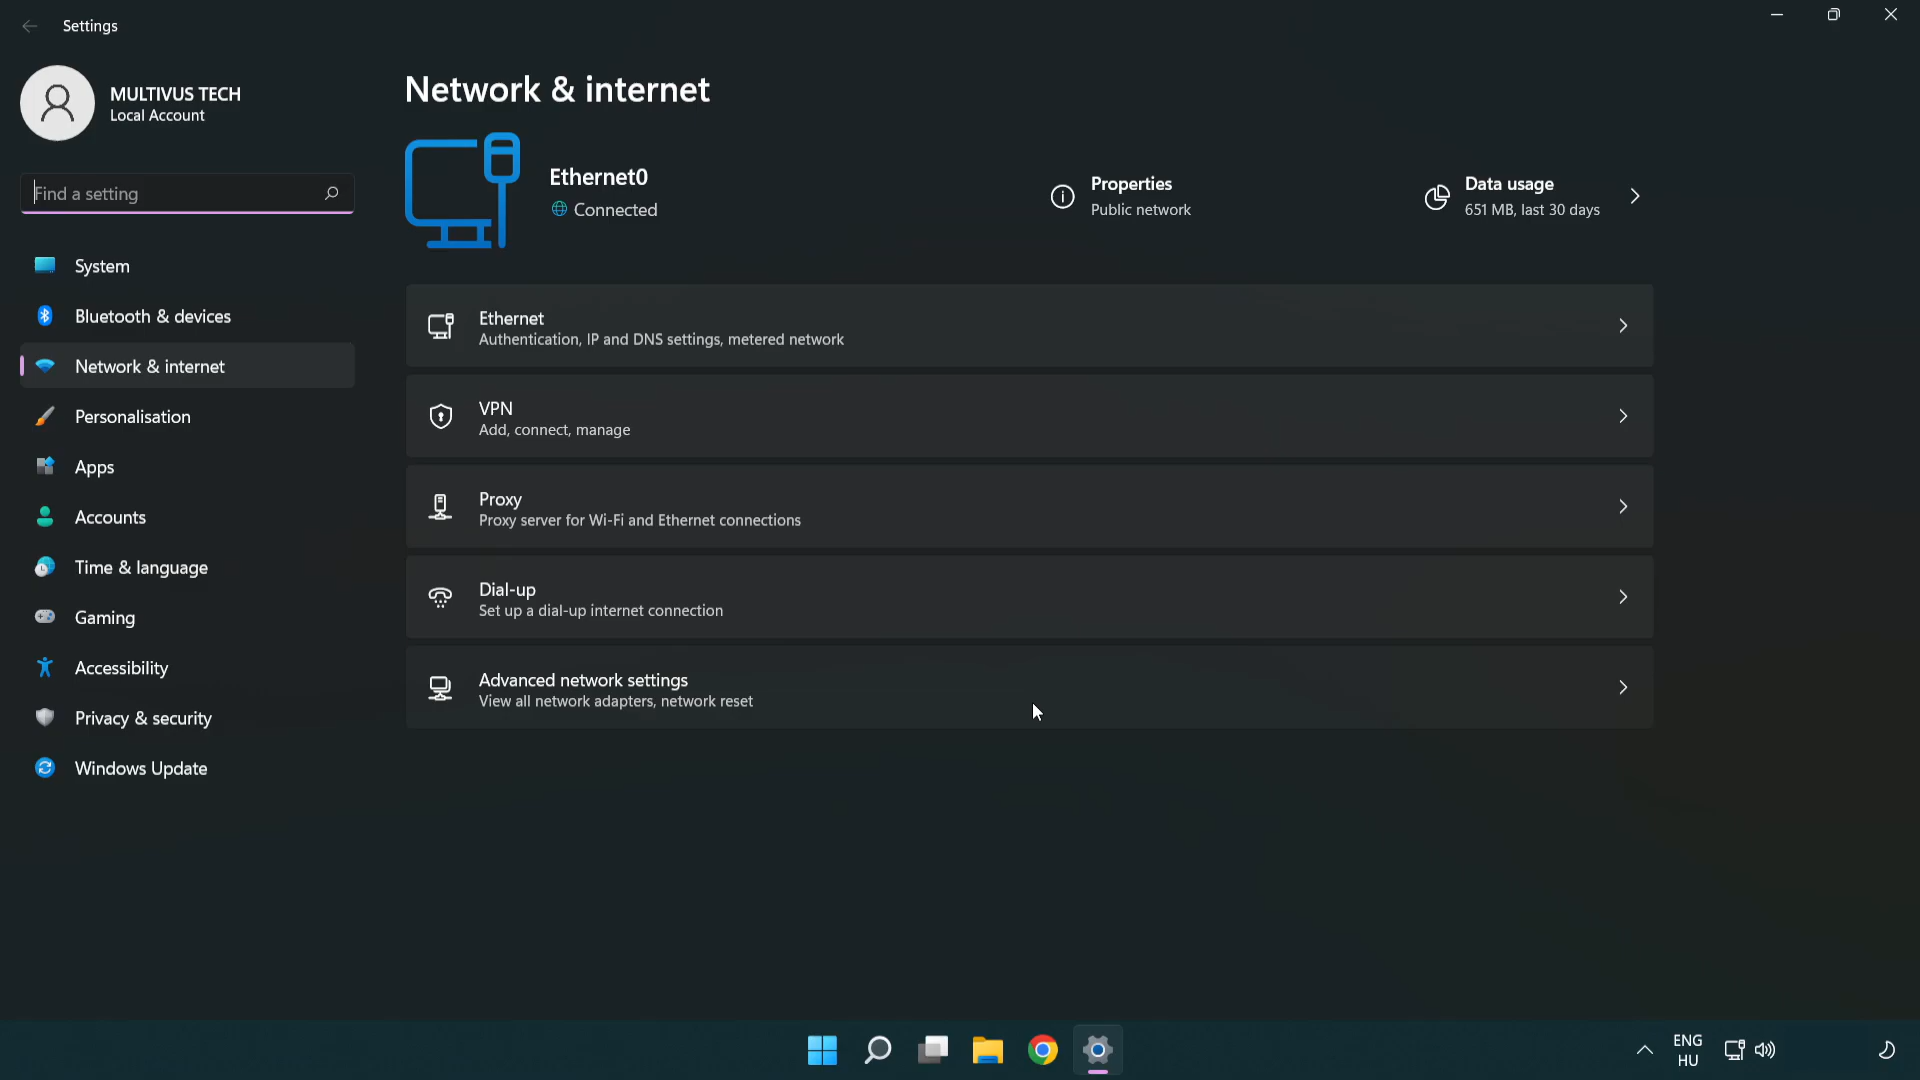 Settings
MULTIVUS TECH
Local Account
Find a setting
System
Bluetooth & devices
Network & internet
Personalisation
Apps
Accounts
Time & language
Gaming
Accessibility
Privacy & security
Windows Update
Network & internet
Ethernet0
Connected
Properties
Public network
Data usage
651 MB, last 30 days
Ethernet
Authentication, IP and DNS settings, metered network
VPN
Add, connect, manage
Proxy
Proxy server for Wi-Fi and Ethernet connections
Dial-up
Set up a dial-up internet connection
Advanced network settings
View all network adapters, network reset
ENG
HU